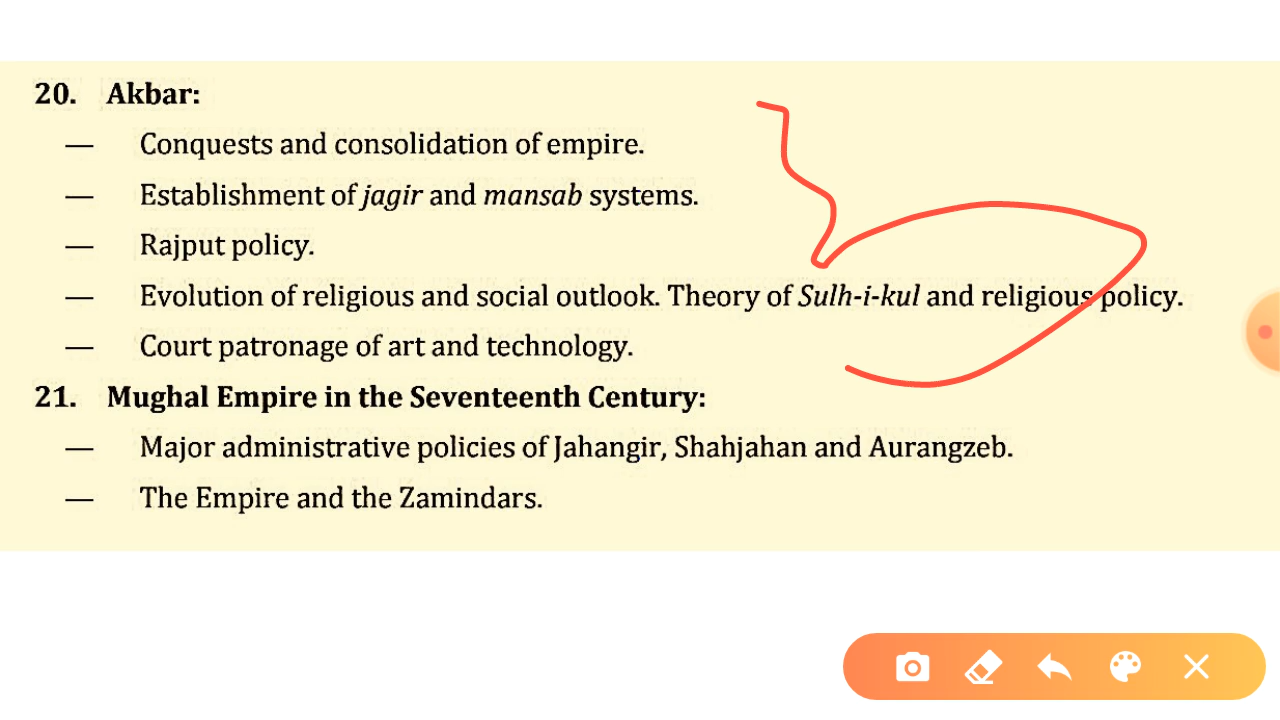 20. Akbar:
— Conquests and consolidation of empire.
— Establishment of jagir and mansab systems.
— Rajput policy.
— Evolution of religious and social outlook. Theory of Sulh-i-kul and religious policy.
— Court patronage of art and technology.
21. Mughal Empire in the Seventeenth Century:
— Major administrative policies of Jahangir, Shahjahan and Aurangzeb.
— The Empire and the Zamindars.